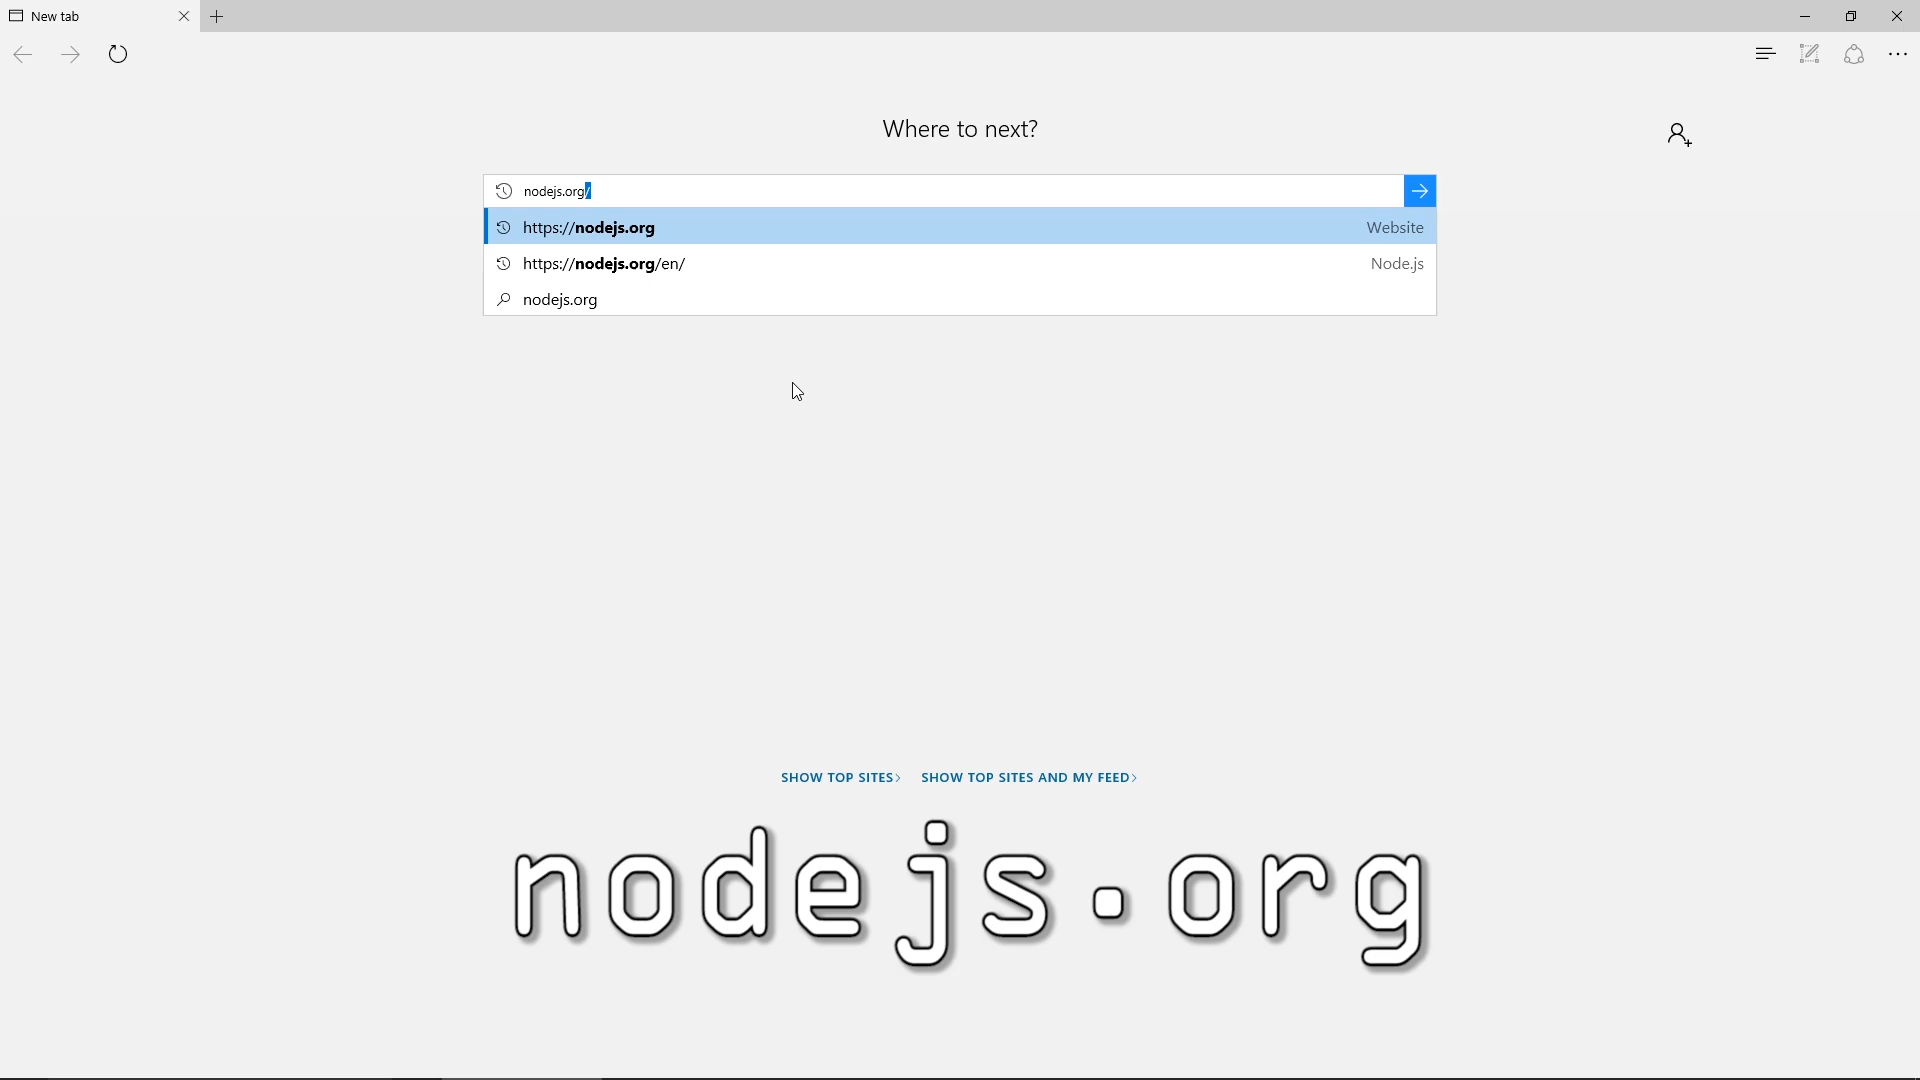 New tab
Where to next?
nodejs.org/
https://nodejs.org Website
https://nodejs.org/en/ Node.js
nodejs.org
SHOW TOP SITES SHOW TOP SITES AND MY FEED
nodejs.org